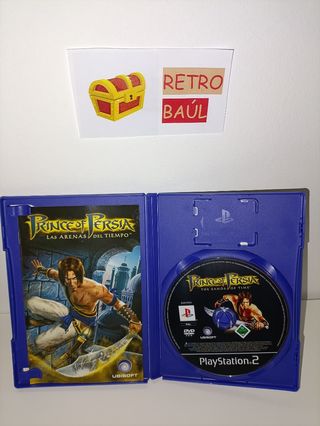 RETRO
BAÚL
PRINCE OF PERSIA
LAS ARENAS DEL TIEMPO
UBISOFT
PRINCE OF PERSIA
THE SANDS OF TIME
DVD
UBISOFT
PlayStation.2